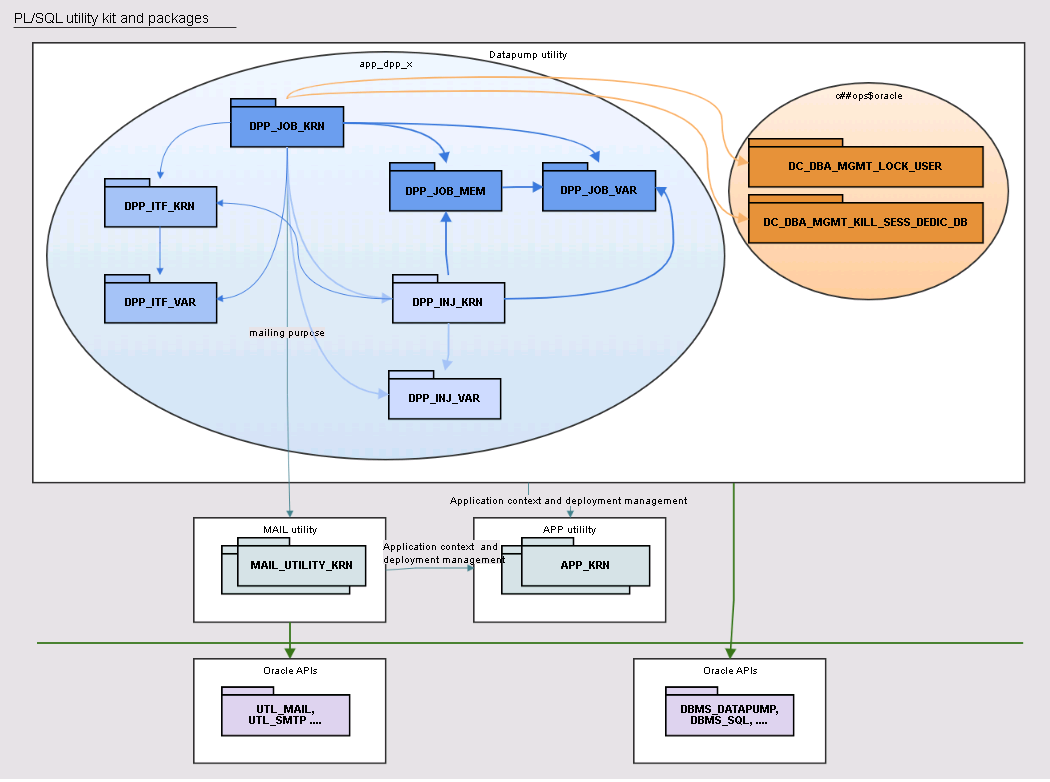 PL/SQL utility kit and packages
Datapump utility
app_dpp_x
c##ops$oracle
DPP_JOB_KRN
DC_DBA_MGMT_LOCK_USER
DPP_JOB_MEM
DPP_JOB_VAR
DPP_ITF_KRN
DC_DBA_MGMT_KILL_SESS_DEDIC_DB
DPP_ITF_VAR
DPP_INJ_KRN
mailing purpose
DPP_INJ_VAR
Application context and deployment management
MAIL utility
APP utililty
Application context and
deployment management
MAIL_UTILITY_KRN
APP_KRN
Oracle APIs
Oracle APIs
UTL_MAIL,
UTL_SMTP ....
DBMS_DATAPUMP,
DBMS_SQL, ....